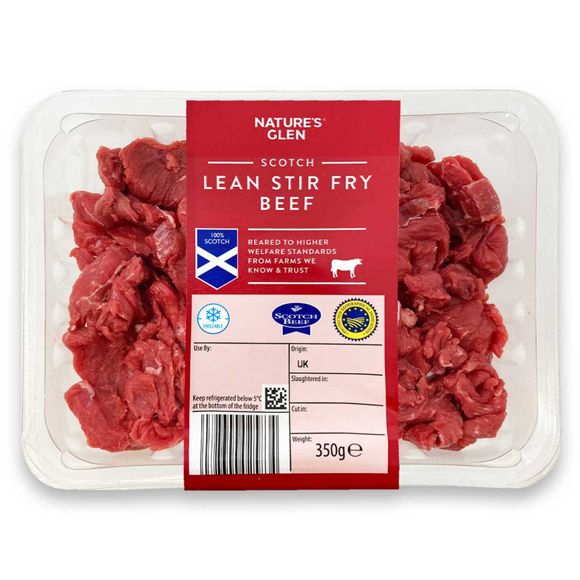 NATURE'S®
GLEN
SCOTCH
LEAN STIR FRY
BEEF
100%
SCOTCH
REARED TO HIGHER
WELFARE STANDARDS
FROM FARMS WE
KNOW & TRUST
FREEZABLE
SCOTCH
BEEF
Use By:
Origin:
UK
Slaughtered in:
Keep refrigerated below 5°C
at the bottom of the fridge
Cut in:
Weight:
350g℮